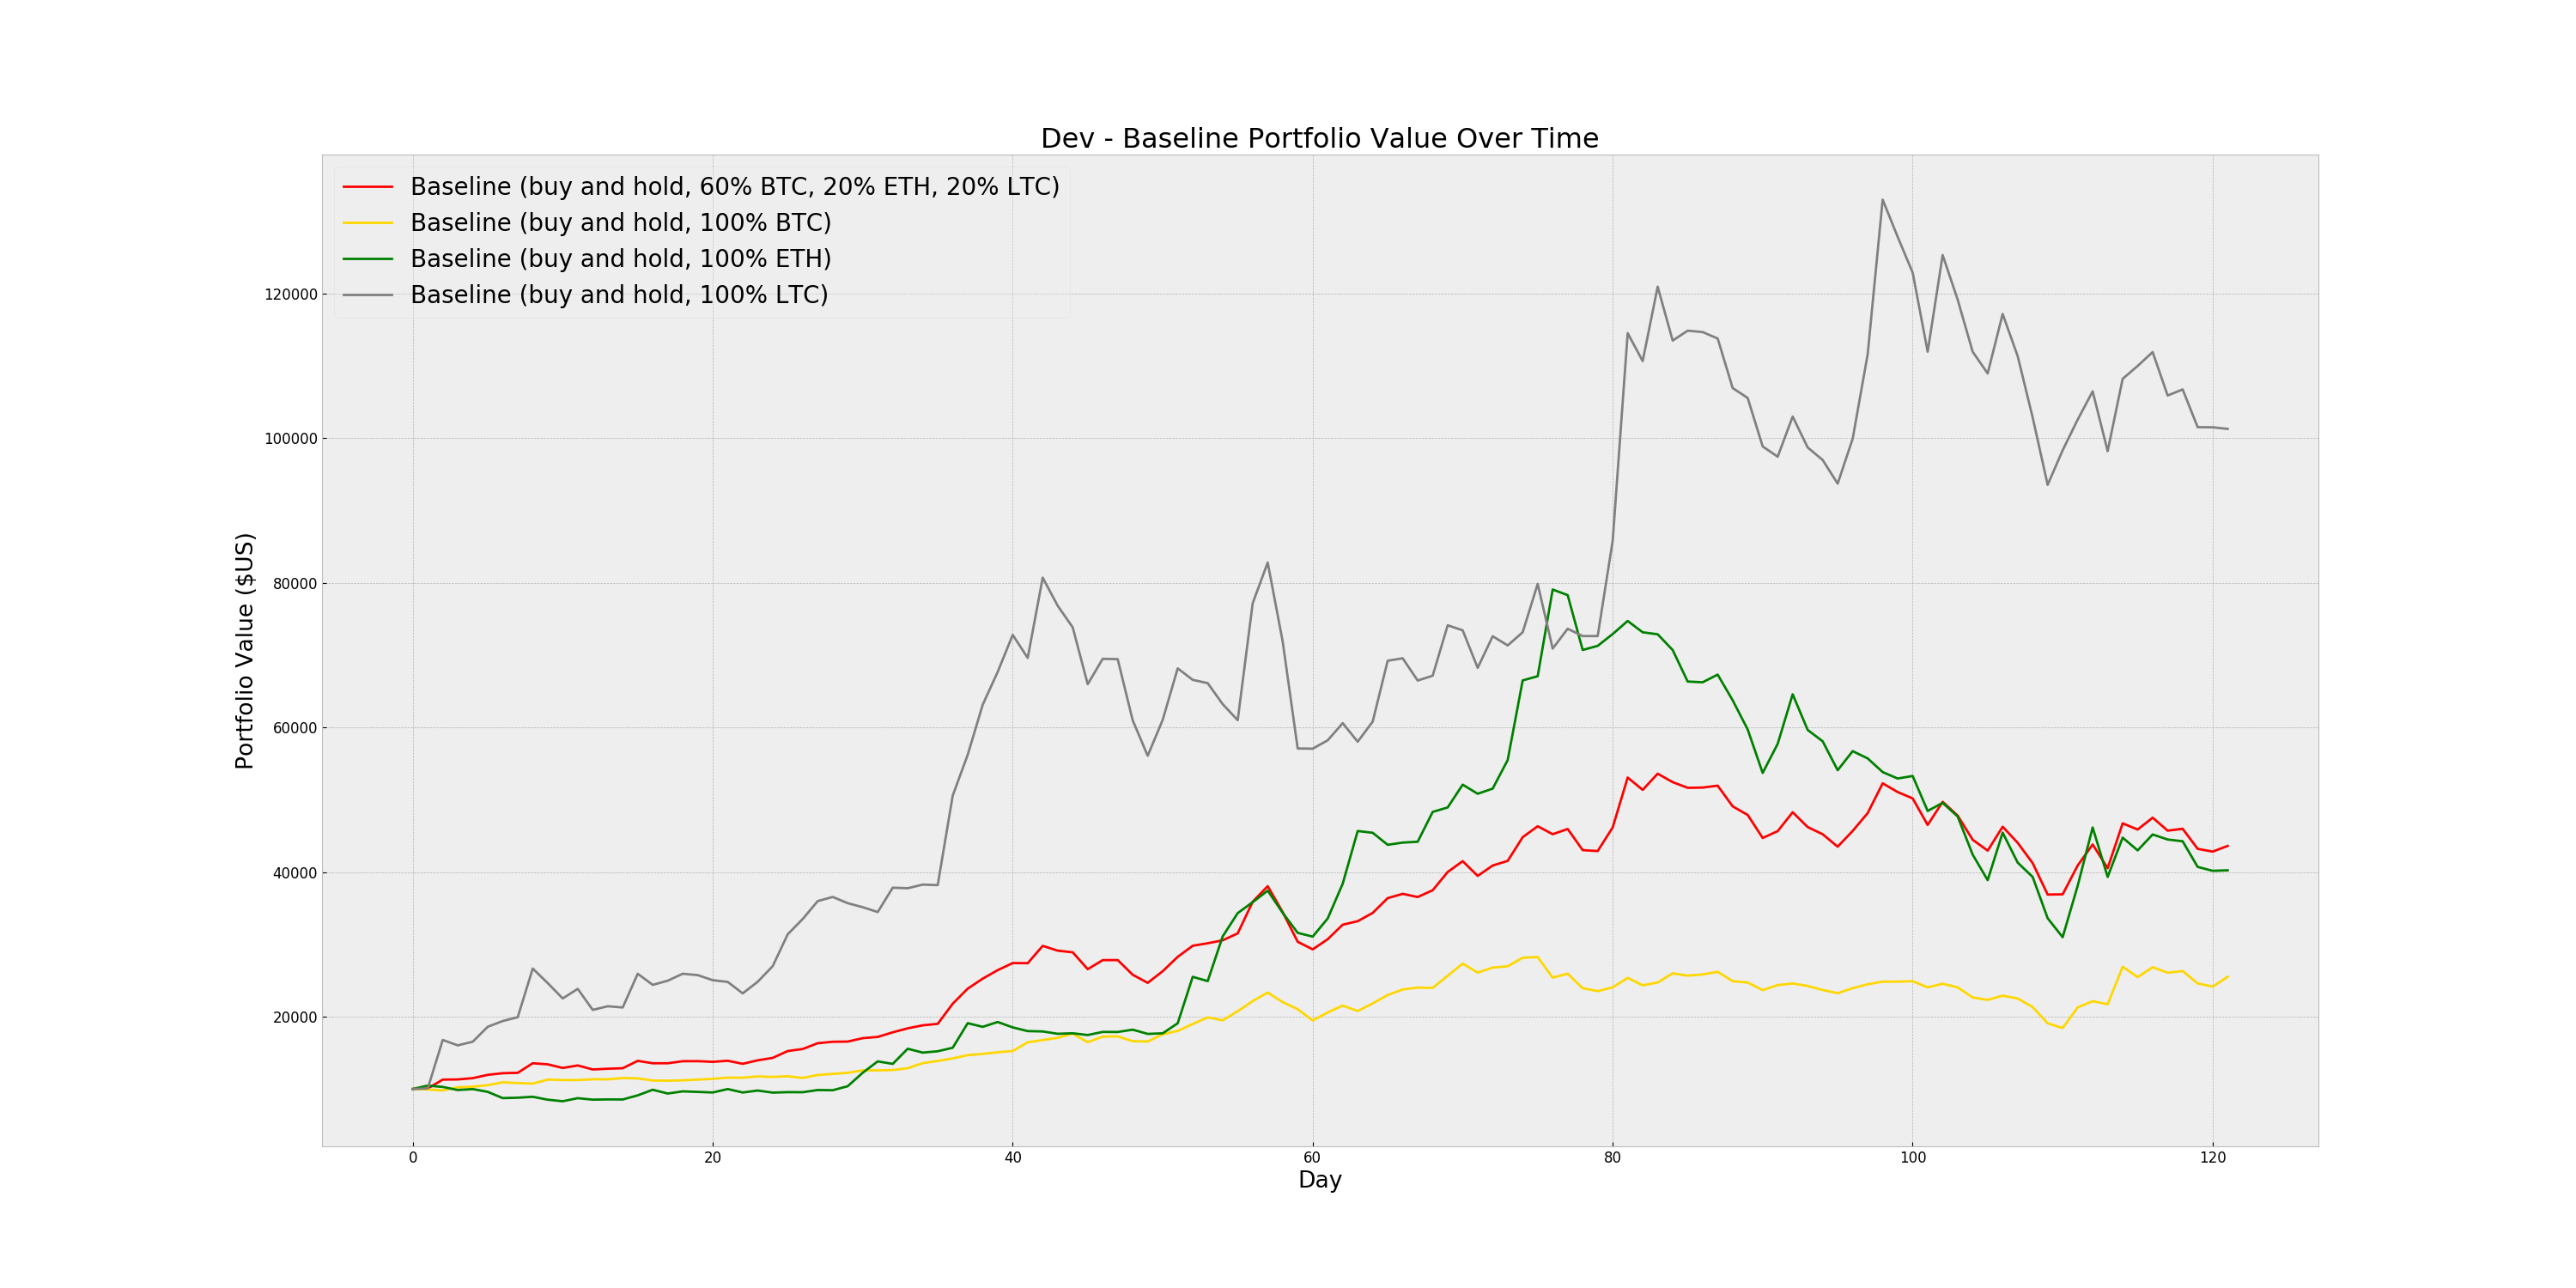 Dev - Baseline Portfolio Value Over Time
Baseline (buy and hold, 60% BTC, 20% ETH, 20% LTC)
Baseline (buy and hold, 100% BTC)
Baseline (buy and hold, 100% ETH)
Baseline (buy and hold, 100% LTC)
120000
100000
80000
60000
40000
20000
Portfolio Value ($US)
0 20 40 60 80 100 120
Day